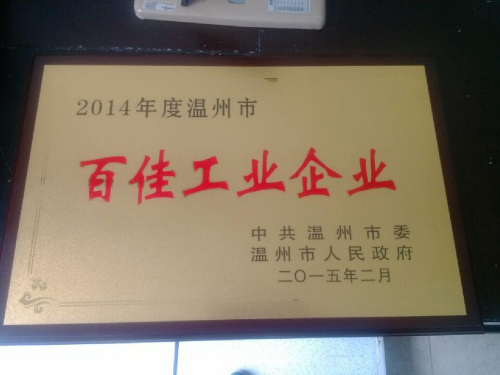 2014年度温州市
百佳工业企业
中共温州市委
温州市人民政府
二〇一五年二月